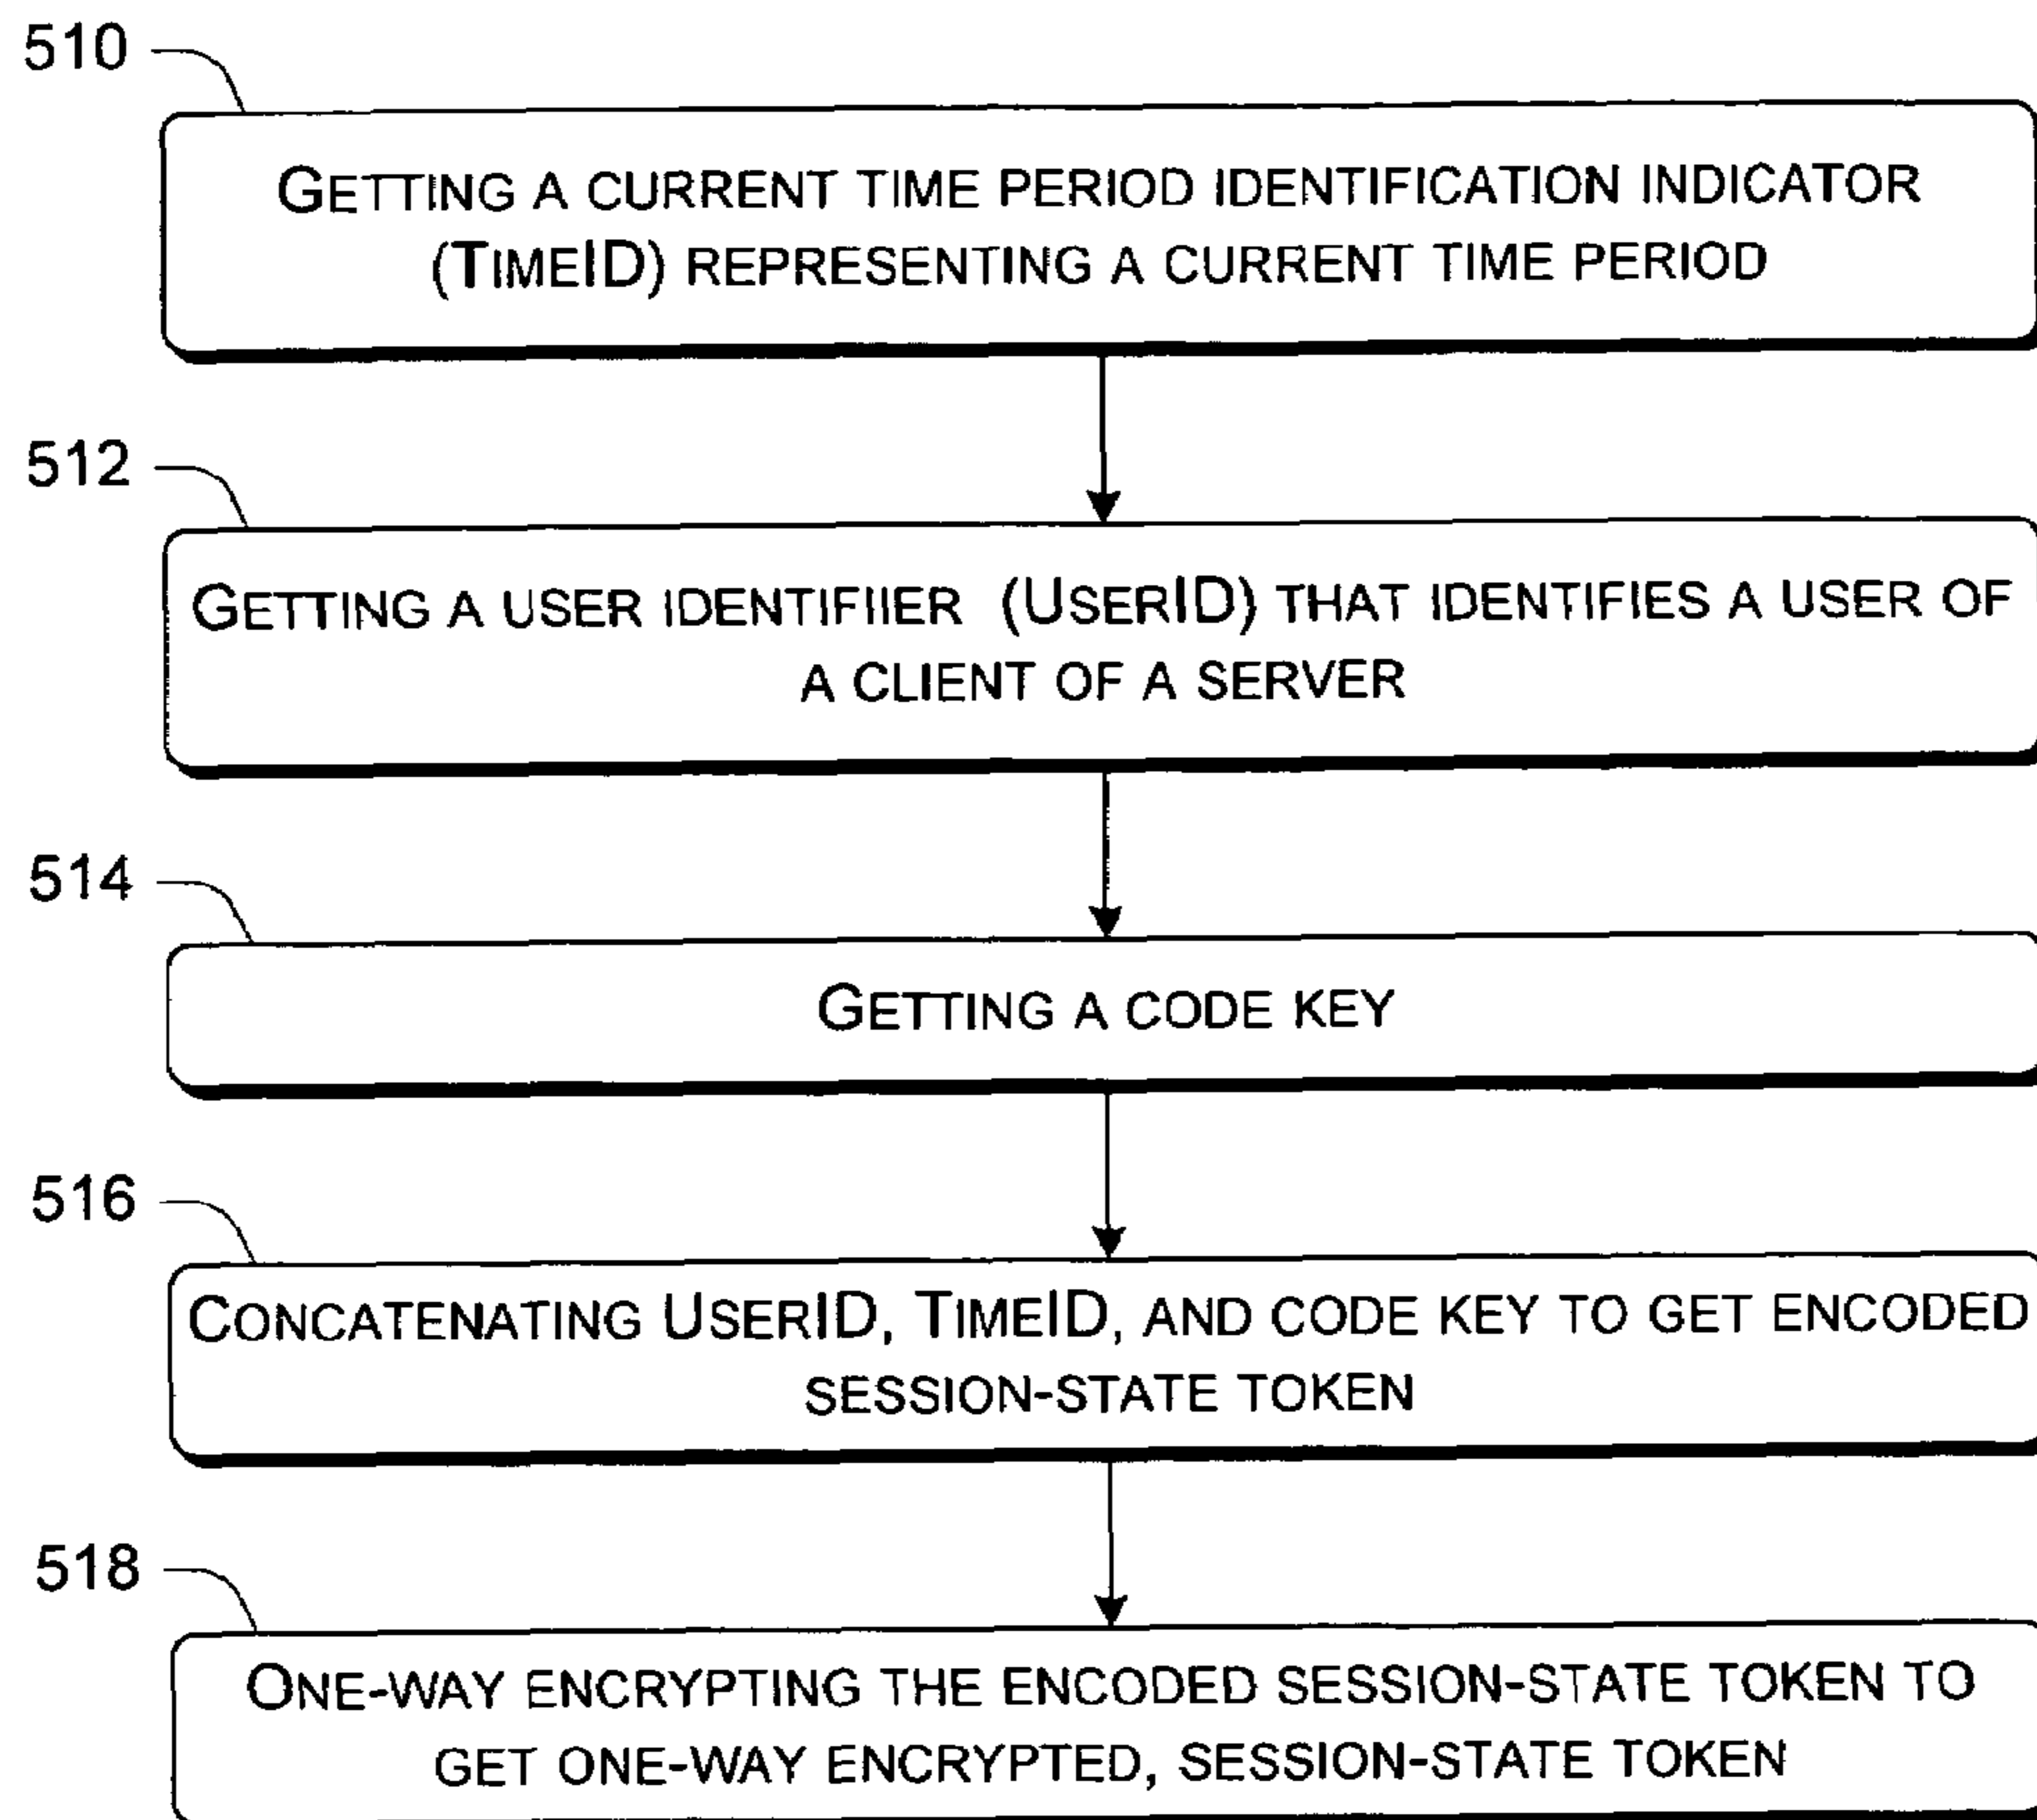 510
GETTING A CURRENT TIME PERIOD IDENTIFICATION INDICATOR
(TIMEID) REPRESENTING A CURRENT TIME PERIOD
512
GETTING A USER IDENTIFIIER (USERID) THAT IDENTIFIES A USER OF
A CLIENT OF A SERVER
514
GETTING A CODE KEY
516
CONCATENATING USERID, TIMEID, AND CODE KEY TO GET ENCODED
SESSION-STATE TOKEN
518
ONE-WAY ENCRYPTING THE ENCODED SESSION-STATE TOKEN TO
GET ONE-WAY ENCRYPTED, SESSION-STATE TOKEN